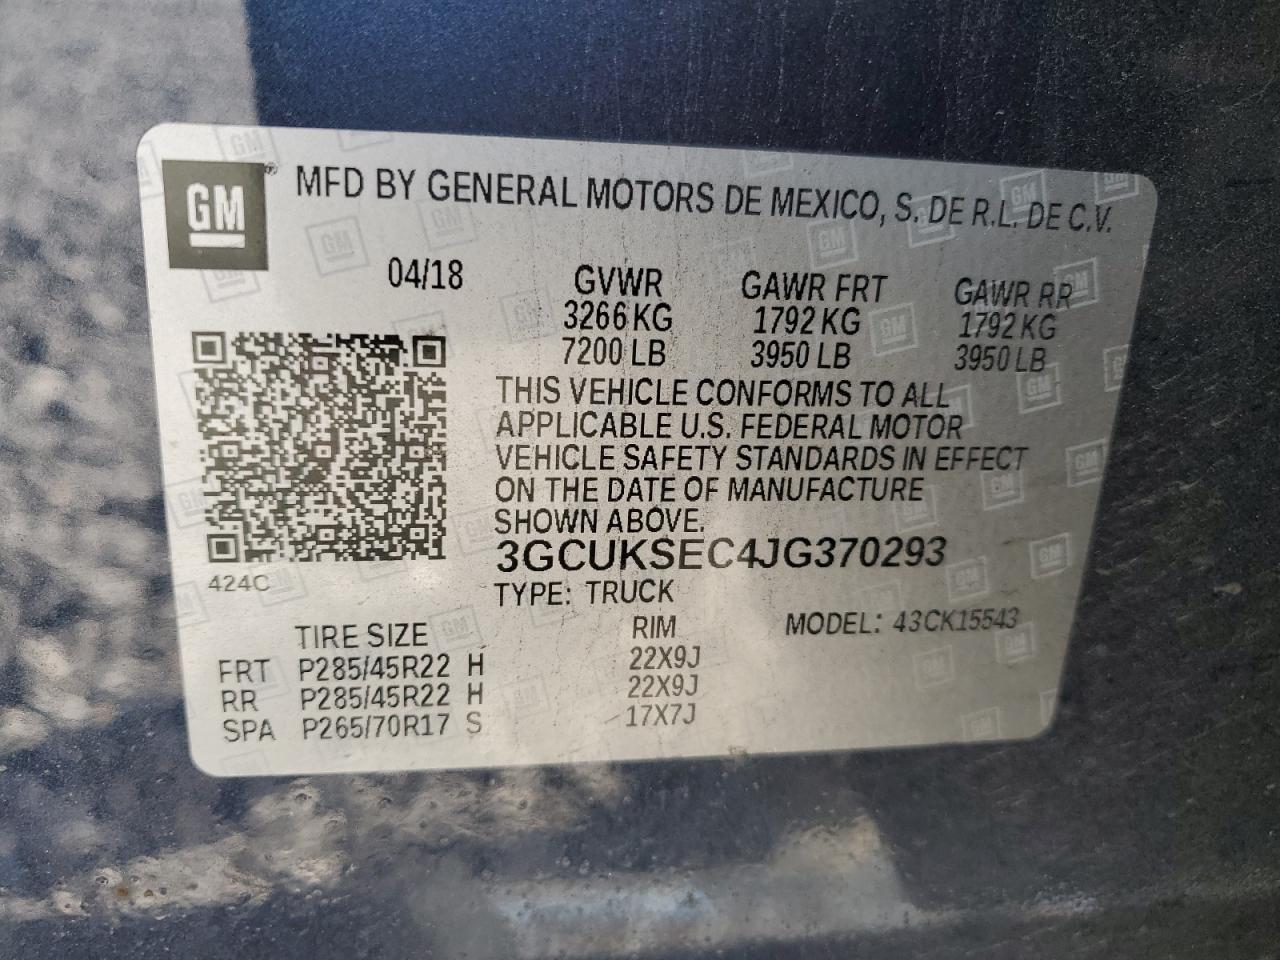 GM® MFD BY GENERAL MOTORS DE MEXICO, S. DE R.L. DE C.V.
04/18 GVWR GAWR FRT GAWR RR
3266 KG 1792 KG 1792 KG
7200 LB 3950 LB 3950 LB
THIS VEHICLE CONFORMS TO ALL
APPLICABLE U.S. FEDERAL MOTOR
VEHICLE SAFETY STANDARDS IN EFFECT
ON THE DATE OF MANUFACTURE
SHOWN ABOVE.
3GCUKSEC4JG370293
424C
TYPE: TRUCK
TIRE SIZE RIM MODEL: 43CK15543
FRT P285/45R22 H 22X9J
RR P285/45R22 H 22X9J
SPA P265/70R17 S 17X7J